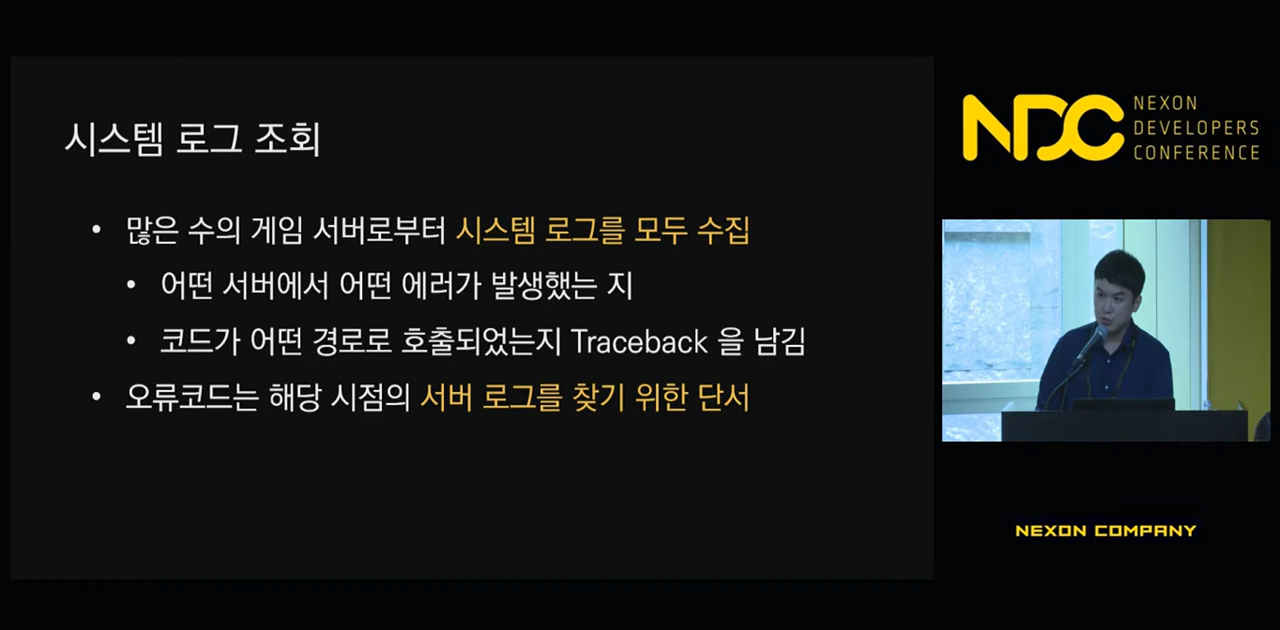 시스템 로그 조회
• 많은 수의 게임 서버로부터 시스템 로그를 모두 수집
• 어떤 서버에서 어떤 에러가 발생했는 지
• 코드가 어떤 경로로 호출되었는지 Traceback 을 남김
• 오류코드는 해당 시점의 서버 로그를 찾기 위한 단서
NDC
NEXON
DEVELOPERS
CONFERENCE
NEXON COMPANY